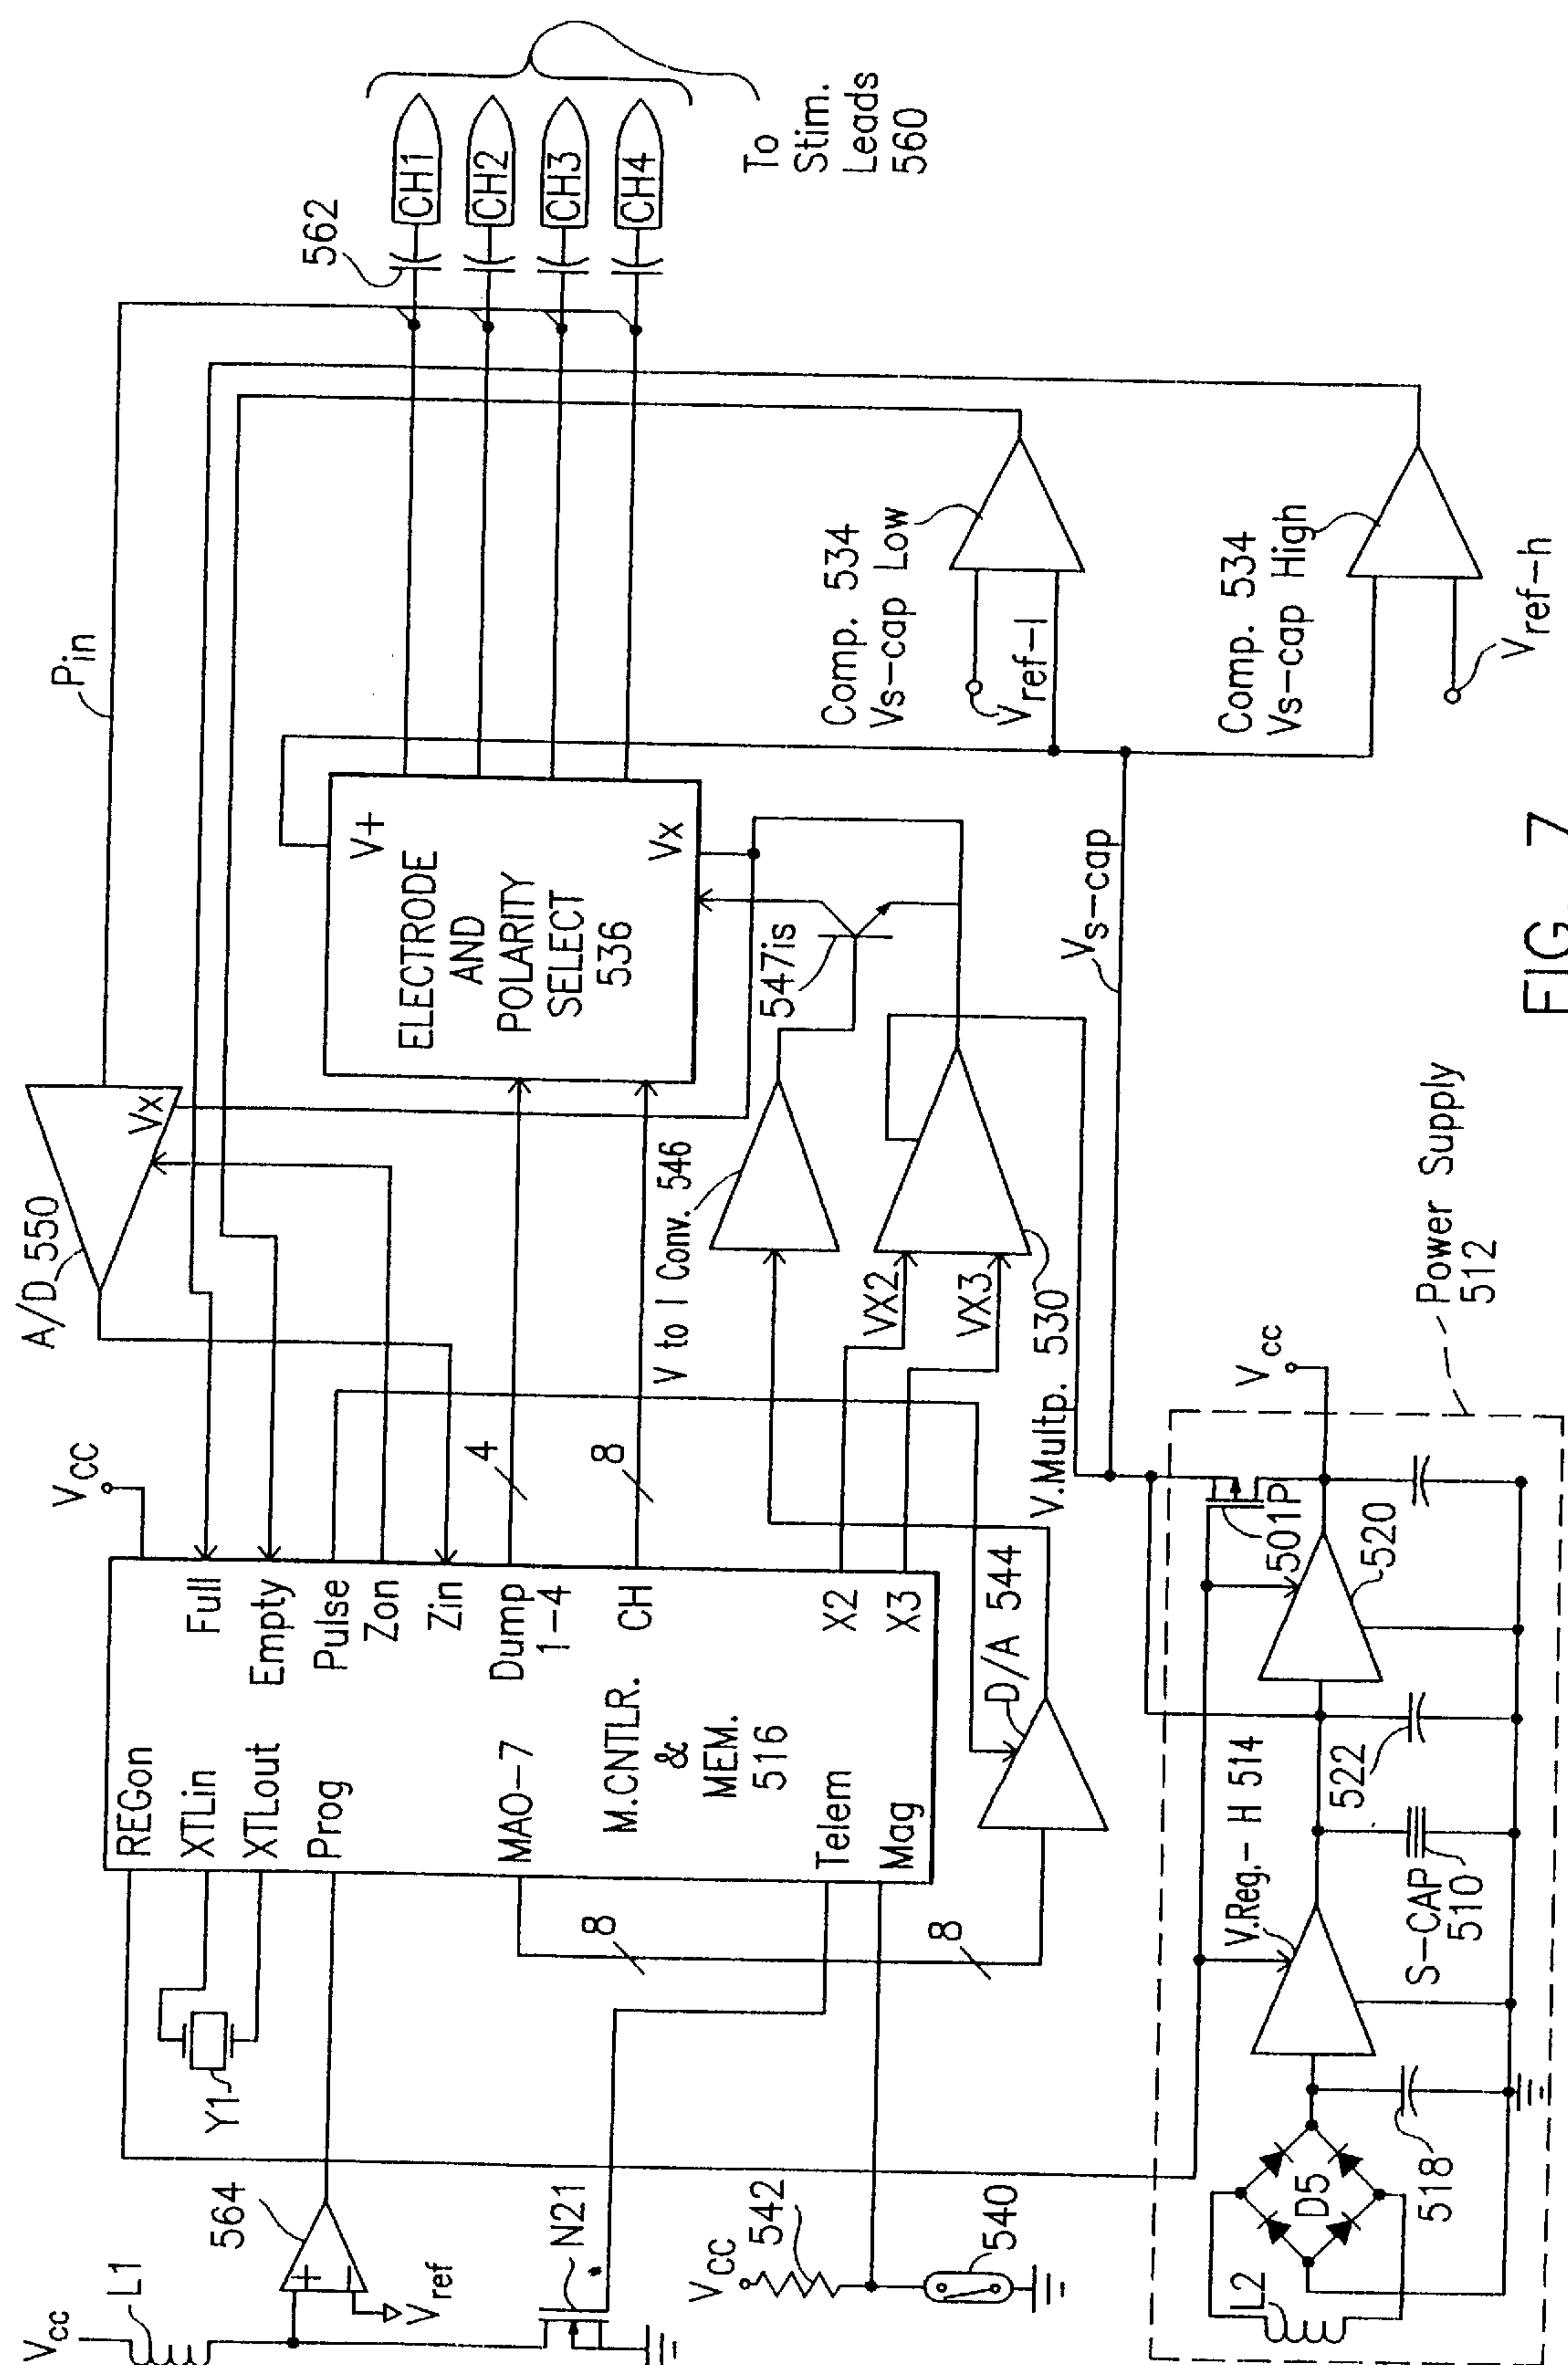 Vcc
L1
564
Vref
N21
Vcc
542
540
Y1
REGon
XTLin
XTLout
Prog
MAO-7
M.CNTLR.
&
MEM.
516
Telem
Mag
Full
Empty
Pulse
Zon
Zin
Dump
1-4
CH
X2
X3
Vcc
8
8
4
8
D/A 544
A/D 550
Vx
Pin
V to I Conv. 546
VX2
VX3
V.Multp. 530
547is
V+
ELECTRODE
AND
POLARITY
SELECT
536
Vx
562
CH1
CH2
CH3
CH4
To
Stim.
Leads
560
Comp. 534
Vs-cap Low
Vref-l
Comp. 534
Vs-cap High
Vref-h
Vs-cap
Power Supply
512
L2
D5
518
V.Reg.- H 514
S-CAP
510
522
520
501P
Vcc
FIG. 7